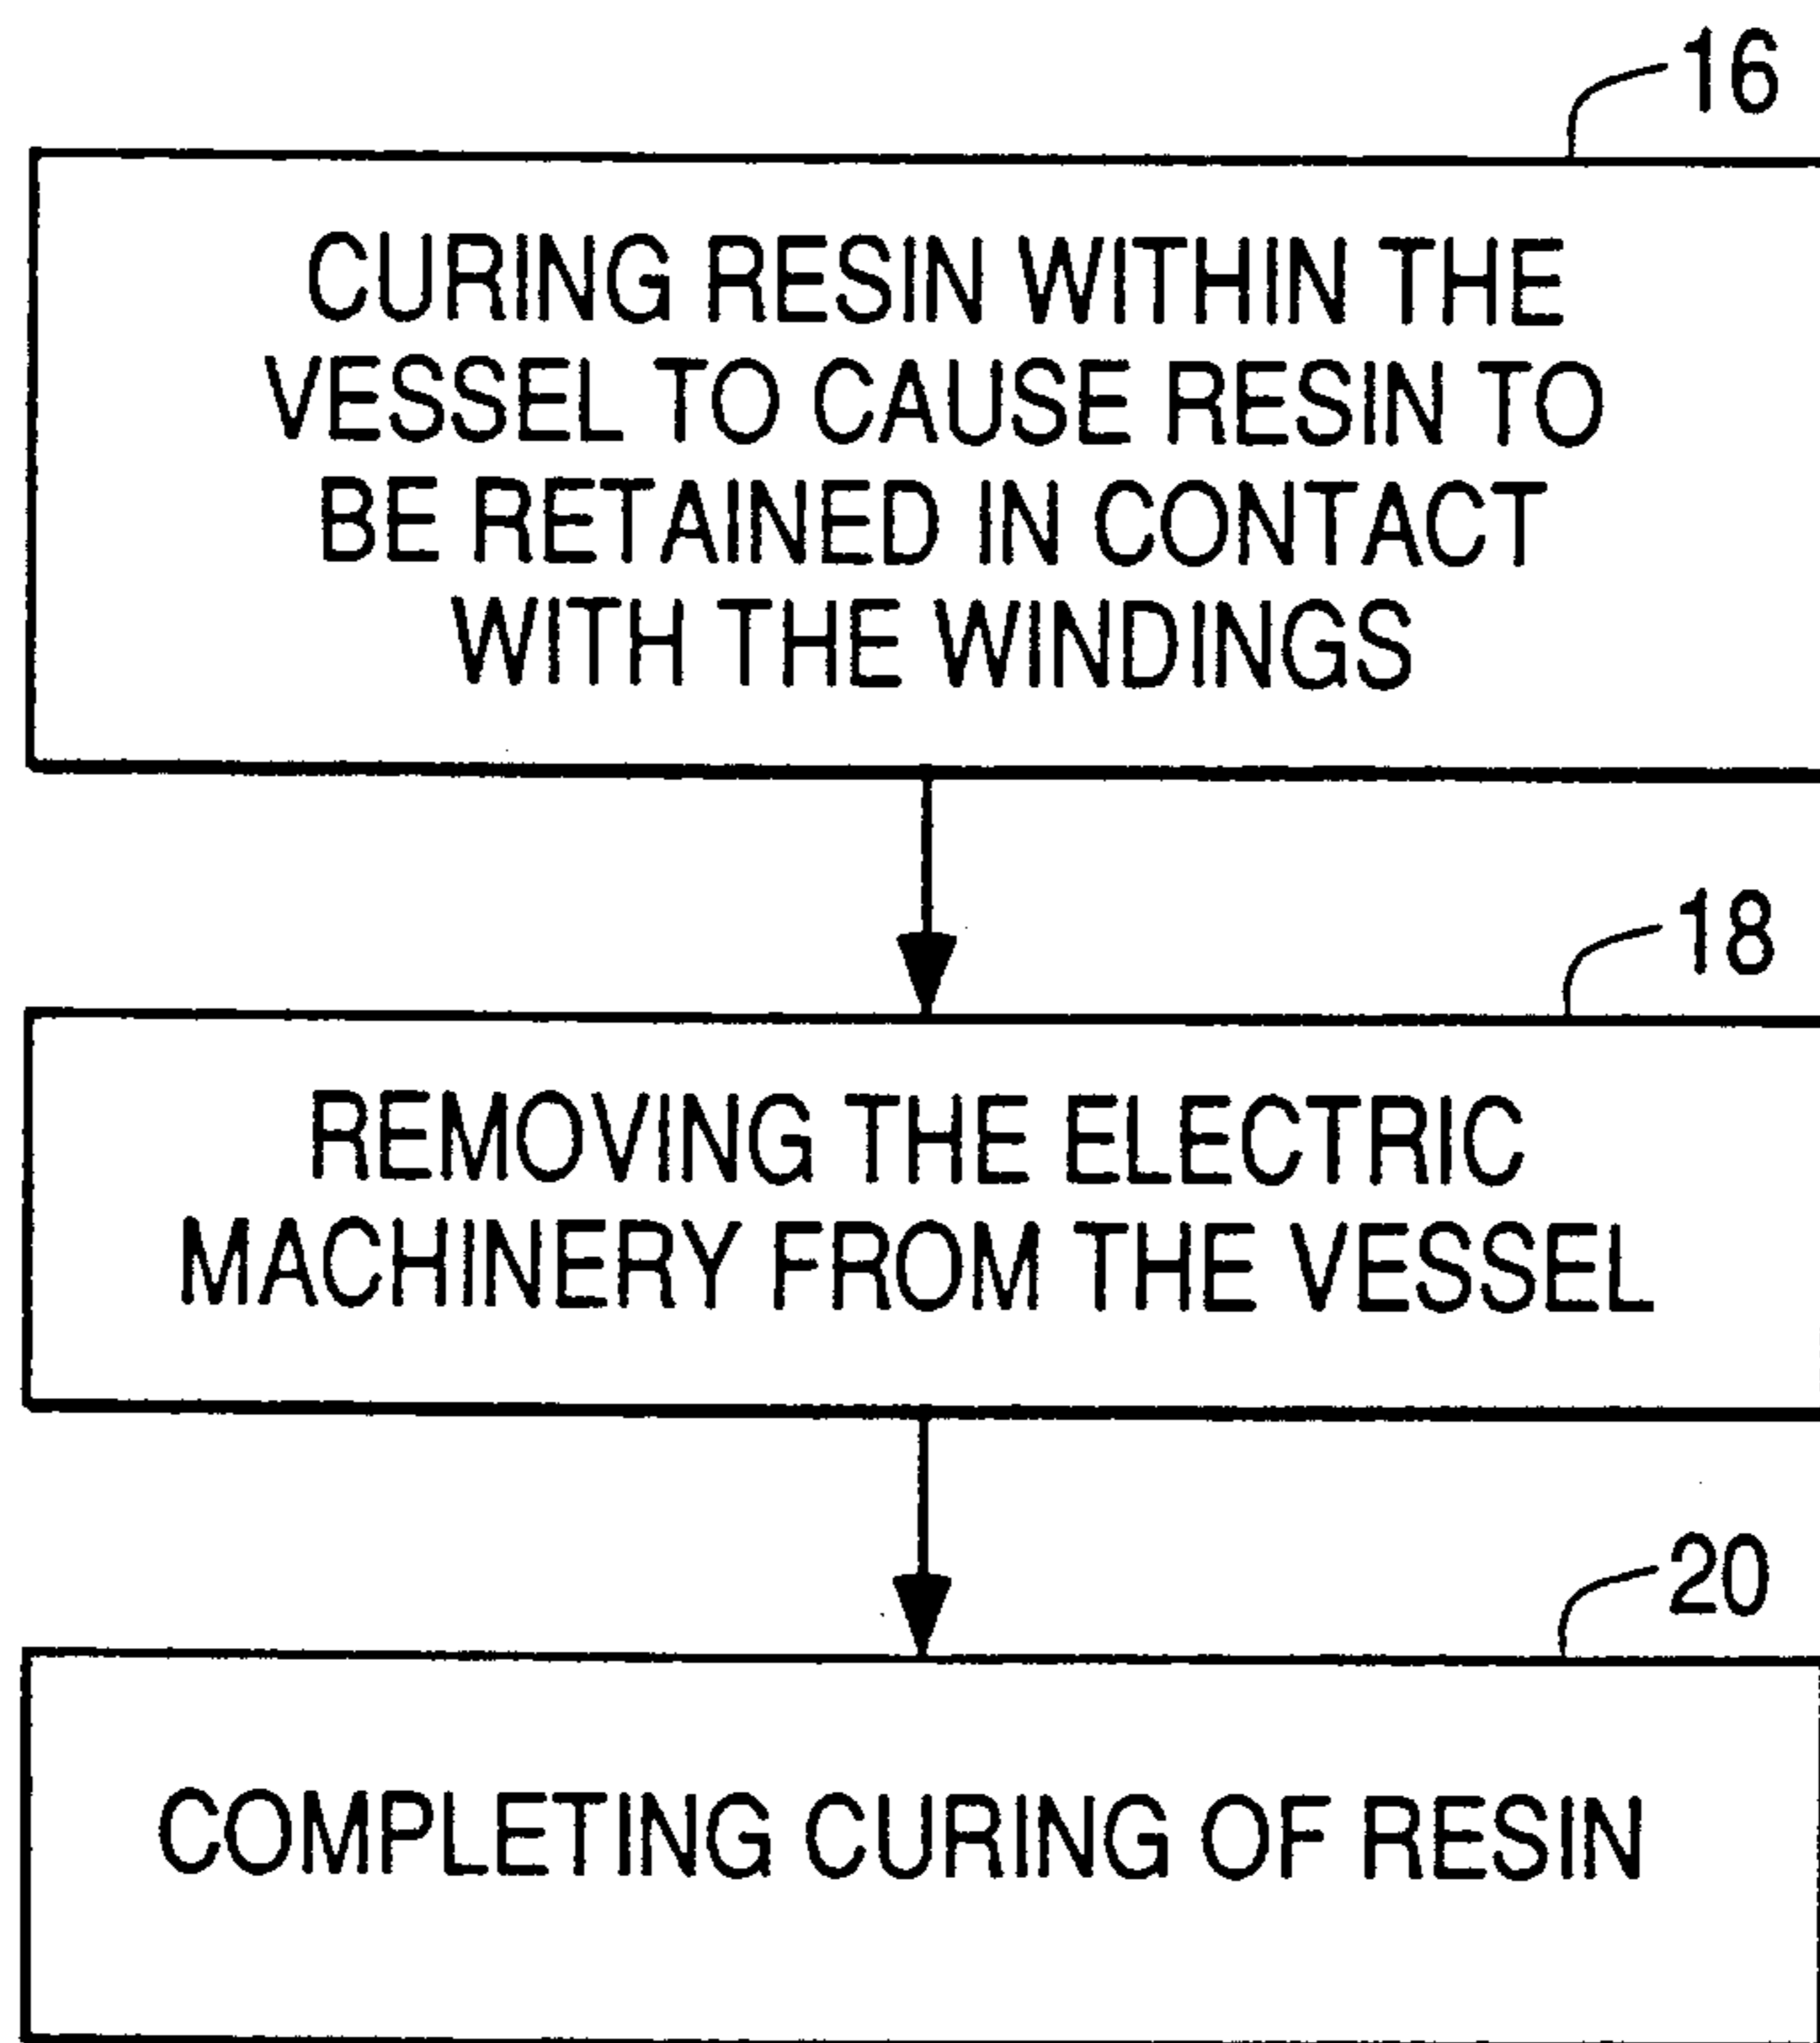 16
CURING RESIN WITHIN THE
VESSEL TO CAUSE RESIN TO
BE RETAINED IN CONTACT
WITH THE WINDINGS
18
REMOVING THE ELECTRIC
MACHINERY FROM THE VESSEL
20
COMPLETING CURING OF RESIN